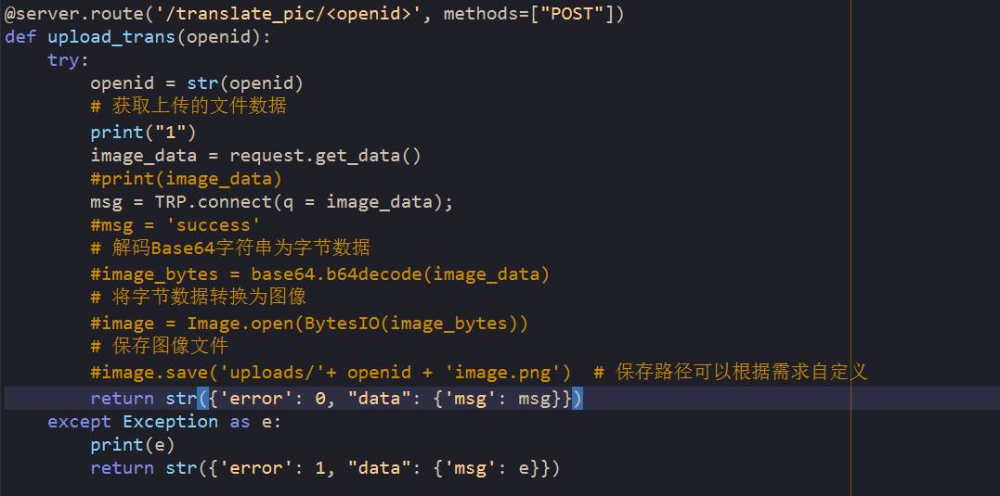 @server.route('/translate_pic/<openid>', methods=["POST"])
def upload_trans(openid):
    try:
        openid = str(openid)
        # 获取上传的文件数据
        print("1")
        image_data = request.get_data()
        #print(image_data)
        msg = TRP.connect(q = image_data);
        #msg = 'success'
        # 解码Base64字符串为字节数据
        #image_bytes = base64.b64decode(image_data)
        # 将字节数据转换为图像
        #image = Image.open(BytesIO(image_bytes))
        # 保存图像文件
        #image.save('uploads/'+ openid + 'image.png')  # 保存路径可以根据需求自定义
        return str({'error': 0, "data": {'msg': msg}})
    except Exception as e:
        print(e)
        return str({'error': 1, "data": {'msg': e}})